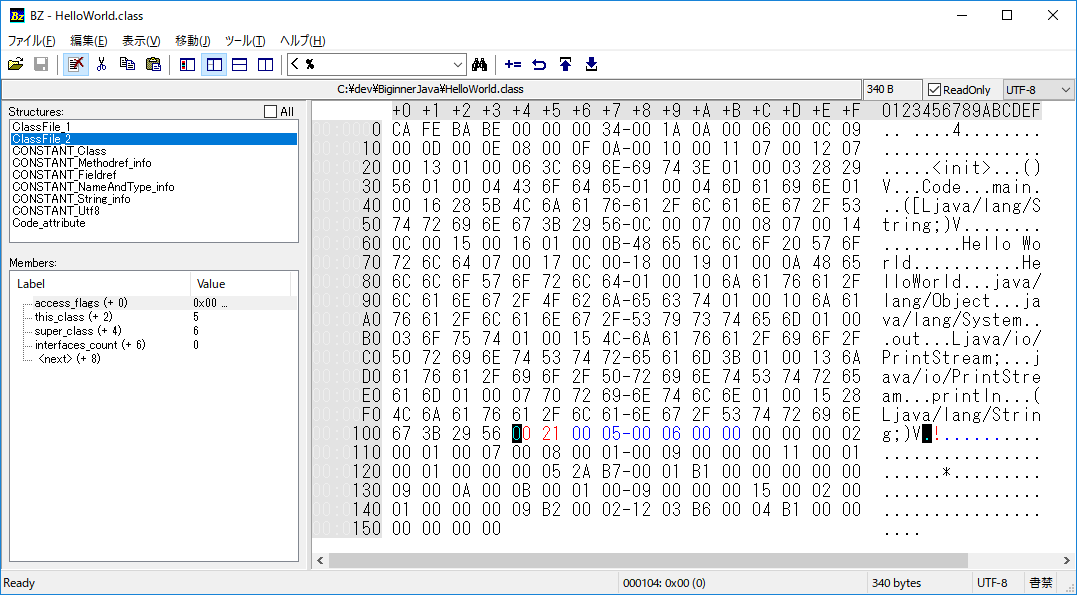 BZ - HelloWorld.class
ファイル(F) 編集(E) 表示(V) 移動(J) ツール(T) ヘルプ(H)
< %
C:¥dev¥BiginnerJava¥HelloWorld.class 340 B ReadOnly UTF-8
Structures: All
ClassFile_1
ClassFile_2
CONSTANT_Class
CONSTANT_Methodref_info
CONSTANT_Fieldref
CONSTANT_NameAndType_info
CONSTANT_String_info
CONSTANT_Utf8
Code_attribute
Members:
Label Value
access_flags (+ 0) 0x00 ...
this_class (+ 2) 5
super_class (+ 4) 6
interfaces_count (+ 6) 0
<next> (+ 8)
+0 +1 +2 +3 +4 +5 +6 +7 +8 +9 +A +B +C +D +E +F 0123456789ABCDEF
0 CA FE BA BE 00 00 00 34-00 1A 0A 00 06 00 0C 09 .......4........
10 00 0D 00 0E 08 00 0F 0A-00 10 00 11 07 00 12 07 ................
20 00 13 01 00 06 3C 69 6E-69 74 3E 01 00 03 28 29 .....<init>...()
30 56 01 00 04 43 6F 64 65-01 00 04 6D 61 69 6E 01 V...Code...main.
40 00 16 28 5B 4C 6A 61 76-61 2F 6C 61 6E 67 2F 53 ..([Ljava/lang/S
50 74 72 69 6E 67 3B 29 56-0C 00 07 00 08 07 00 14 tring;)V........
60 0C 00 15 00 16 01 00 0B-48 65 6C 6C 6F 20 57 6F ........Hello Wo
70 72 6C 64 07 00 17 0C 00-18 00 19 01 00 0A 48 65 rld...........He
80 6C 6C 6F 57 6F 72 6C 64-01 00 10 6A 61 76 61 2F lloWorld...java/
90 6C 61 6E 67 2F 4F 62 6A-65 63 74 01 00 10 6A 61 lang/Object...ja
A0 76 61 2F 6C 61 6E 67 2F-53 79 73 74 65 6D 01 00 va/lang/System..
B0 03 6F 75 74 01 00 15 4C-6A 61 76 61 2F 69 6F 2F .out...Ljava/io/
C0 50 72 69 6E 74 53 74 72-65 61 6D 3B 01 00 13 6A PrintStream;...j
D0 61 76 61 2F 69 6F 2F 50-72 69 6E 74 53 74 72 65 ava/io/PrintStre
E0 61 6D 01 00 07 70 72 69-6E 74 6C 6E 01 00 15 28 am...println...(
F0 4C 6A 61 76 61 2F 6C 61-6E 67 2F 53 74 72 69 6E Ljava/lang/Strin
100 67 3B 29 56 00 21 00 05-00 06 00 00 00 00 00 02 g;)V.!..........
110 00 01 00 07 00 08 00 01-00 09 00 00 00 11 00 01 ................
120 00 01 00 00 00 05 2A B7-00 01 B1 00 00 00 00 00 ......*.........
130 09 00 0A 00 0B 00 01 00-09 00 00 00 15 00 02 00 ................
140 01 00 00 00 09 B2 00 02-12 03 B6 00 04 B1 00 00 ................
150 00 00 00 00 ....
Ready 000104: 0x00 (0) 340 bytes UTF-8 書禁